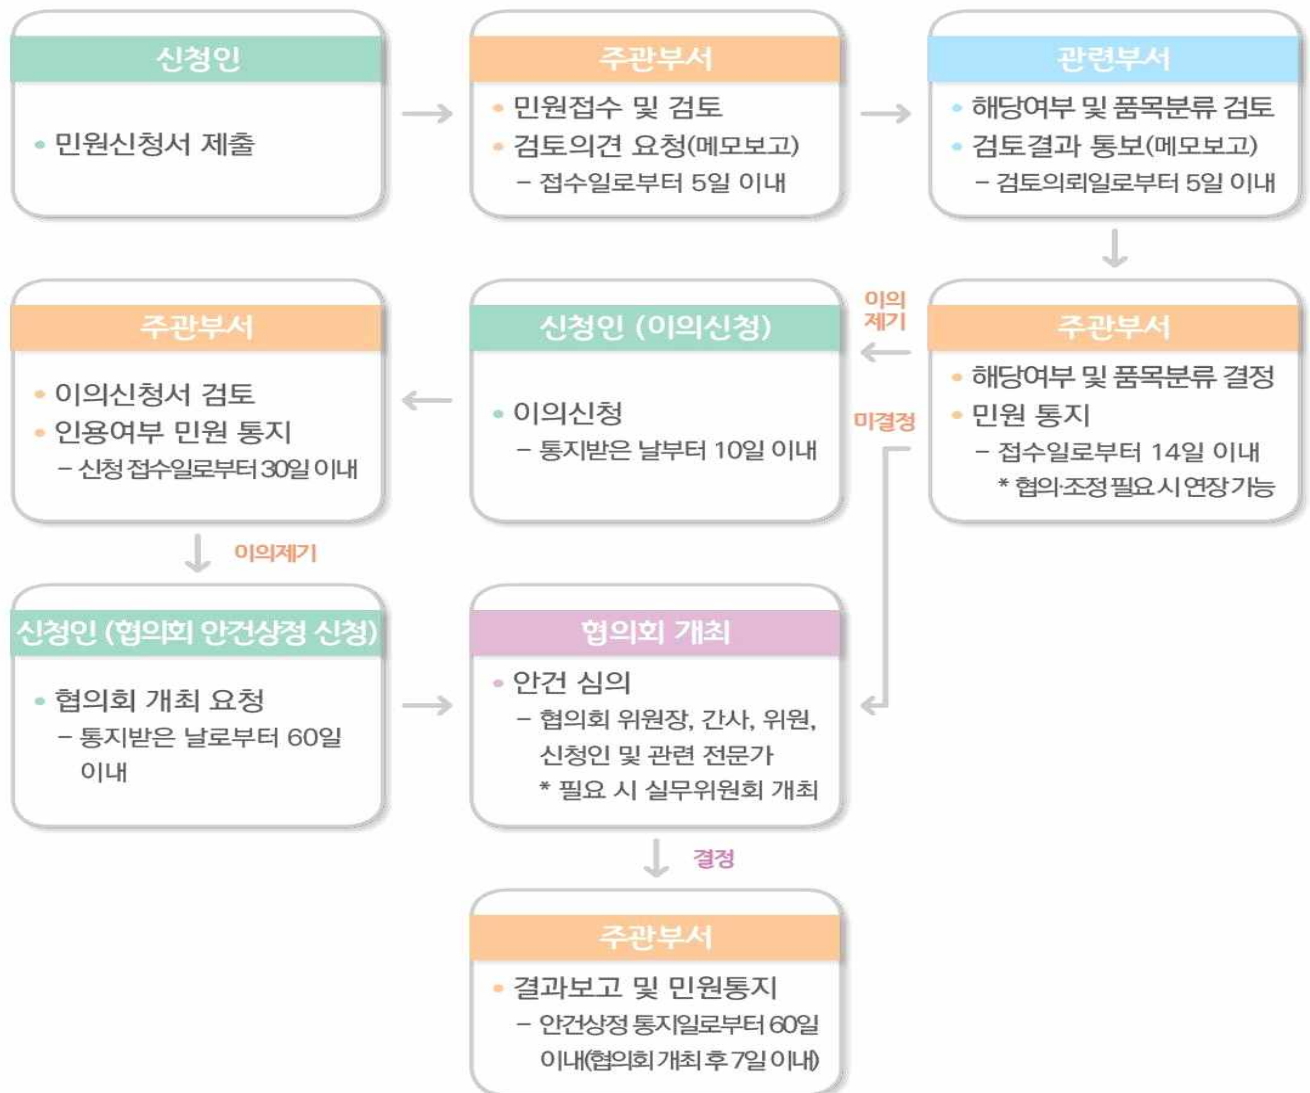 신청인
• 민원신청서 제출
주관부서
• 민원접수 및 검토
• 검토의견 요청(메모보고)
– 접수일로부터 5일 이내
관련부서
• 해당여부 및 품목분류 검토
• 검토결과 통보(메모보고)
– 검토의뢰일로부터 5일 이내
주관부서
• 해당여부 및 품목분류 결정
• 민원 통지
– 접수일로부터 14일 이내
* 협의·조정 필요 시 연장 가능
이의
제기
미결정
신청인 (이의신청)
• 이의신청
– 통지받은 날부터 10일 이내
주관부서
• 이의신청서 검토
• 인용여부 민원 통지
– 신청 접수일로부터 30일 이내
이의제기
신청인 (협의회 안건상정 신청)
• 협의회 개최 요청
– 통지받은 날로부터 60일
이내
협의회 개최
• 안건 심의
– 협의회 위원장, 간사, 위원,
신청인 및 관련 전문가
* 필요 시 실무위원회 개최
결정
주관부서
• 결과보고 및 민원통지
– 안건상정 통지일로부터 60일
이내(협의회 개최 후 7일 이내)